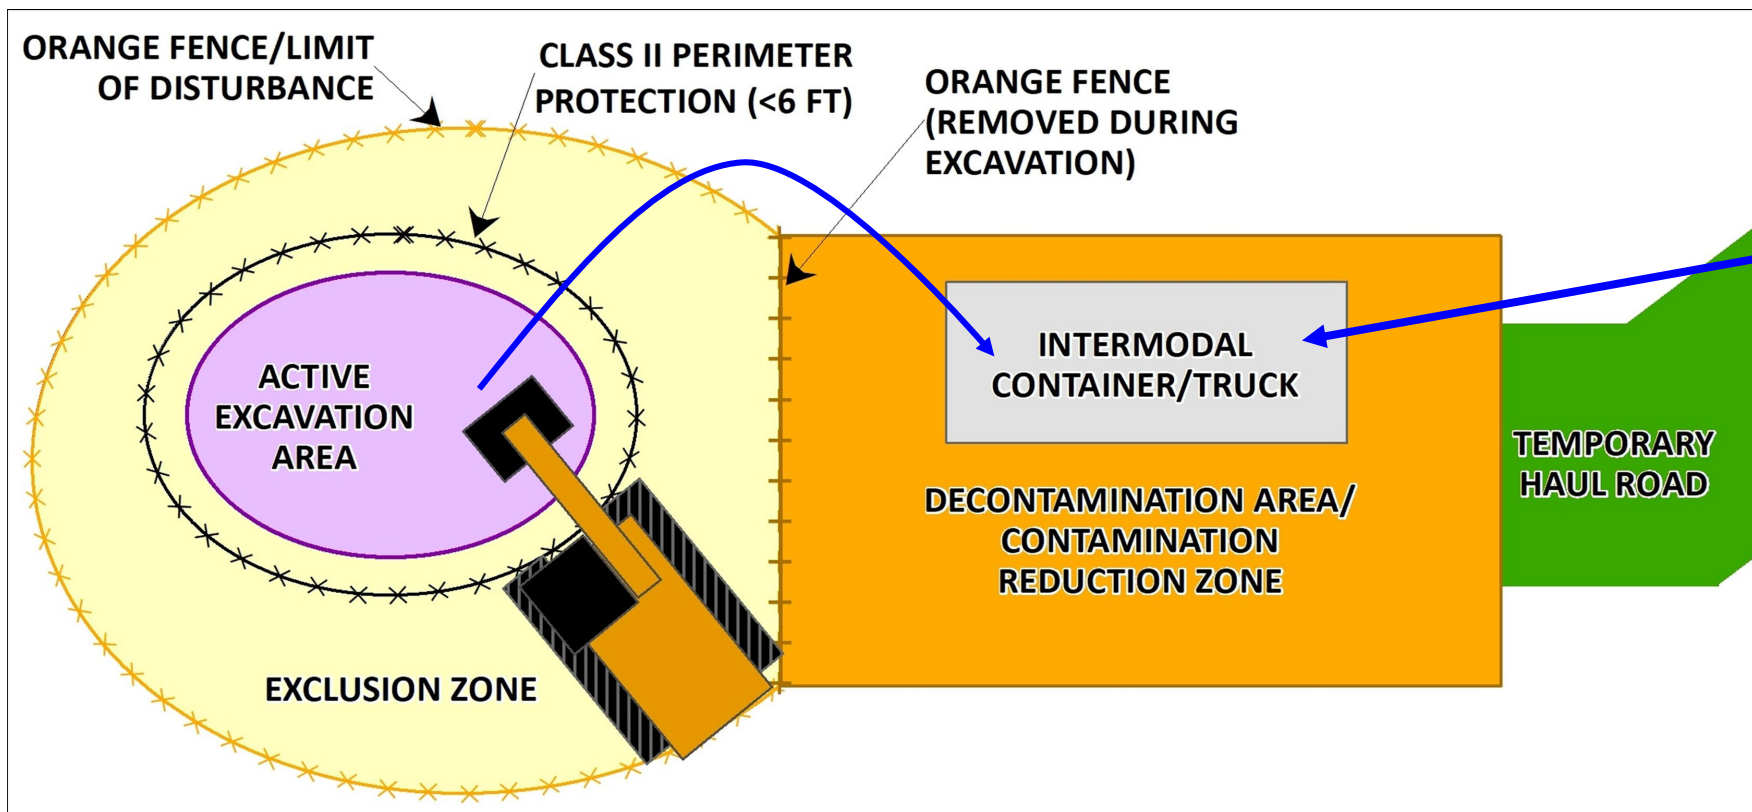 ORANGE FENCE/LIMIT
OF DISTURBANCE
CLASS II PERIMETER
PROTECTION (<6 FT)
ORANGE FENCE
(REMOVED DURING
EXCAVATION)
ACTIVE
EXCAVATION
AREA
INTERMODAL
CONTAINER/TRUCK
TEMPORARY
HAUL ROAD
DECONTAMINATION AREA/
CONTAMINATION
REDUCTION ZONE
EXCLUSION ZONE